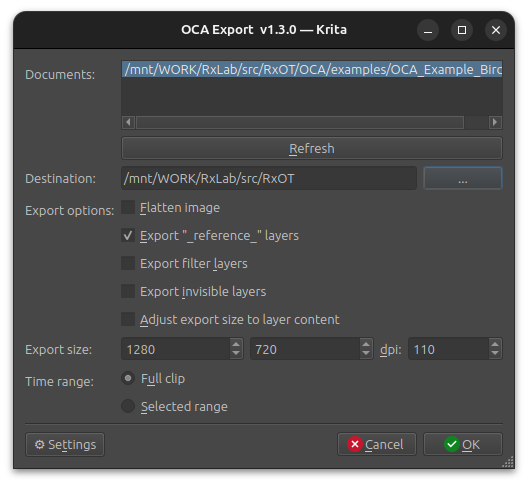 OCA Export v1.3.0 — Krita
Documents:
/mnt/WORK/RxLab/src/RxOT/OCA/examples/OCA_Example_Birc
Refresh
Destination:
/mnt/WORK/RxLab/src/RxOT
...
Export options:
Flatten image
Export "_reference_" layers
Export filter layers
Export invisible layers
Adjust export size to layer content
Export size:
1280
720
dpi:
110
Time range:
Full clip
Selected range
Settings
Cancel
OK